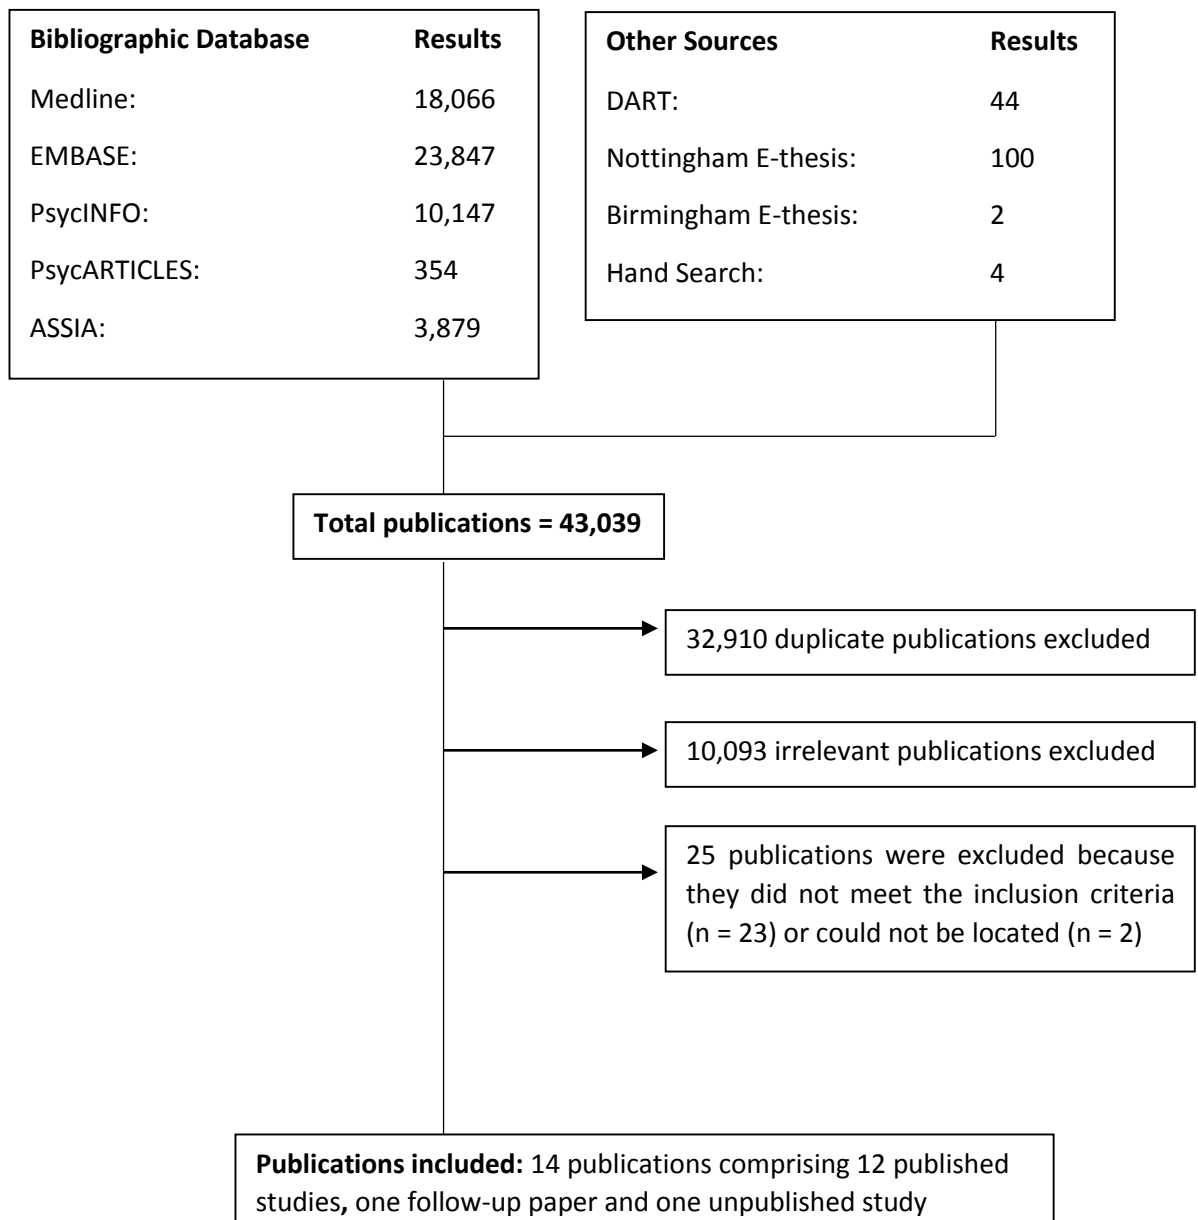 Bibliographic Database Results
Medline: 18,066
EMBASE: 23,847
PsycINFO: 10,147
PsycARTICLES: 354
ASSIA: 3,879
Other Sources Results
DART: 44
Nottingham E-thesis: 100
Birmingham E-thesis: 2
Hand Search: 4
Total publications = 43,039
32,910 duplicate publications excluded
10,093 irrelevant publications excluded
25 publications were excluded because
they did not meet the inclusion criteria
(n = 23) or could not be located (n = 2)
Publications included: 14 publications comprising 12 published
studies, one follow-up paper and one unpublished study